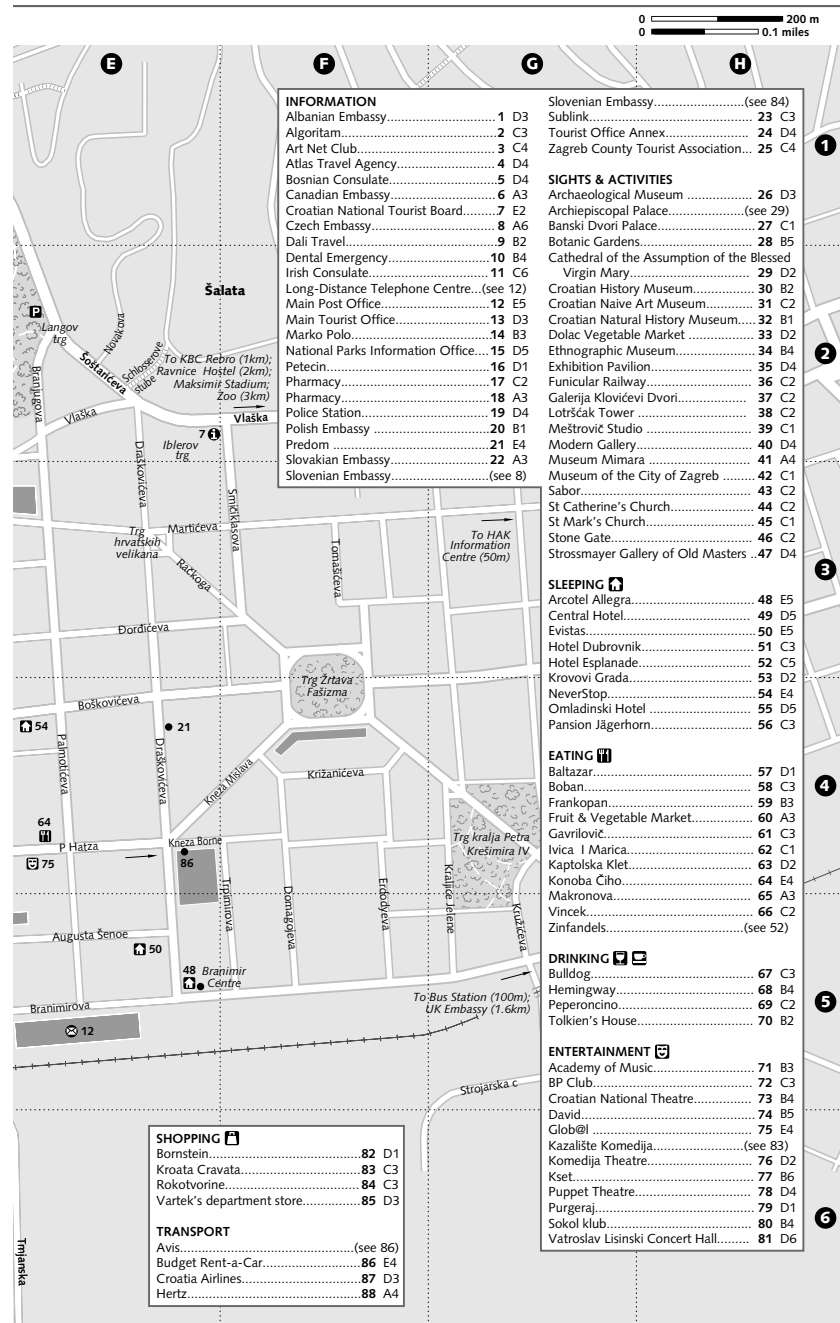 0 200 m
0 0.1 miles
E
F
G
H
1
2
3
4
5
6
INFORMATION
Albanian Embassy..........1 D3
Algoritam..........2 C3
Art Net Club..........3 C4
Atlas Travel Agency..........4 D4
Bosnian Consulate..........5 D4
Canadian Embassy..........6 A3
Croatian National Tourist Board..........7 E2
Czech Embassy..........8 A6
Dali Travel..........9 B2
Dental Emergency..........10 B4
Irish Consulate..........11 C6
Long-Distance Telephone Centre...(see 12)
Main Post Office..........12 E5
Main Tourist Office..........13 D3
Marko Polo..........14 B3
National Parks Information Office....15 D5
Petecin..........16 D1
Pharmacy..........17 C2
Pharmacy..........18 A3
Police Station..........19 D4
Polish Embassy..........20 B1
Predom..........21 E4
Slovakian Embassy..........22 A3
Slovenian Embassy..........(see 8)
Slovenian Embassy..........(see 84)
Sublink..........23 C3
Tourist Office Annex..........24 D4
Zagreb County Tourist Association...25 C4
SIGHTS & ACTIVITIES
Archaeological Museum..........26 D3
Archiepiscopal Palace..........(see 29)
Banski Dvori Palace..........27 C1
Botanic Gardens..........28 B5
Cathedral of the Assumption of the Blessed
Virgin Mary..........29 D2
Croatian History Museum..........30 B2
Croatian Naive Art Museum..........31 C2
Croatian Natural History Museum...32 B1
Dolac Vegetable Market..........33 D2
Ethnographic Museum..........34 B4
Exhibition Pavilion..........35 D4
Funicular Railway..........36 C2
Galerija Klovićevi Dvori..........37 C2
Lotršćak Tower..........38 C2
Meštrović Studio..........39 C1
Modern Gallery..........40 D4
Museum Mimara..........41 A4
Museum of the City of Zagreb..........42 C1
Sabor..........43 C2
St Catherine's Church..........44 C2
St Mark's Church..........45 C1
Stone Gate..........46 C2
Strossmayer Gallery of Old Masters ..47 D4
SLEEPING
Arcotel Allegra..........48 E5
Central Hotel..........49 D5
Evistas..........50 E5
Hotel Dubrovnik..........51 C3
Hotel Esplanade..........52 C5
Krovovi Grada..........53 D2
NeverStop..........54 E4
Omladinski Hotel..........55 D5
Pansion Jägerhorn..........56 C3
EATING
Baltazar..........57 D1
Boban..........58 C3
Frankopan..........59 B3
Fruit & Vegetable Market..........60 A3
Gavrilovič..........61 C3
Ivica I Marica..........62 C1
Kaptolska Klet..........63 D2
Konoba Čiho..........64 E4
Makronova..........65 A3
Vincek..........66 C2
Zinfandels..........(see 52)
DRINKING
Bulldog..........67 C3
Hemingway..........68 B4
Peperoncino..........69 C2
Tolkien's House..........70 B2
ENTERTAINMENT
Academy of Music..........71 B3
BP Club..........72 C3
Croatian National Theatre..........73 B4
David..........74 B5
Glob@l..........75 E4
Kazalište Komedija..........(see 83)
Komedija Theatre..........76 D2
Kset..........77 B6
Puppet Theatre..........78 D4
Purgeraj..........79 D1
Sokol klub..........80 B4
Vatroslav Lisinski Concert Hall..........81 D6
SHOPPING
Bornstein..........82 D1
Kroata Cravata..........83 C3
Rokotvorine..........84 C3
Vartek's department store..........85 D3
TRANSPORT
Avis..........(see 86)
Budget Rent-a-Car..........86 E4
Croatia Airlines..........87 D3
Hertz..........88 A4
Šalata
P
Langov
trg
Novakova
Schlosserove
stube
Šoštarićeva
To KBC Rebro (1km);
Ravnice Hostel (2km);
Maksimir Stadium;
Zoo (3km)
Branjugova
Vlaška
Vlaška
7
Iblerov
trg
Draškovićeva
Smičiklasova
Martićeva
Trg
hrvatskih
velikana
Račkoga
Tomašićeva
To HAK
Information
Centre (50m)
Đorđićeva
Trg Žrtava
Fašizma
Boškovićeva
54
21
Palmotićeva
Draškovićeva
Kneza Mislava
Križanićeva
64
P Hatza
Kneza Borne
75
86
Trg kralja Petra
Krešimira IV
Trpimirova
Domagojeva
Erdodyeva
Kraljice Jelene
Kružićeva
Augusta Šenoe
50
48
Branimir
Centre
Branimirova
12
To Bus Station (100m);
UK Embassy (1.6km)
Strojarska c
Trnjanska